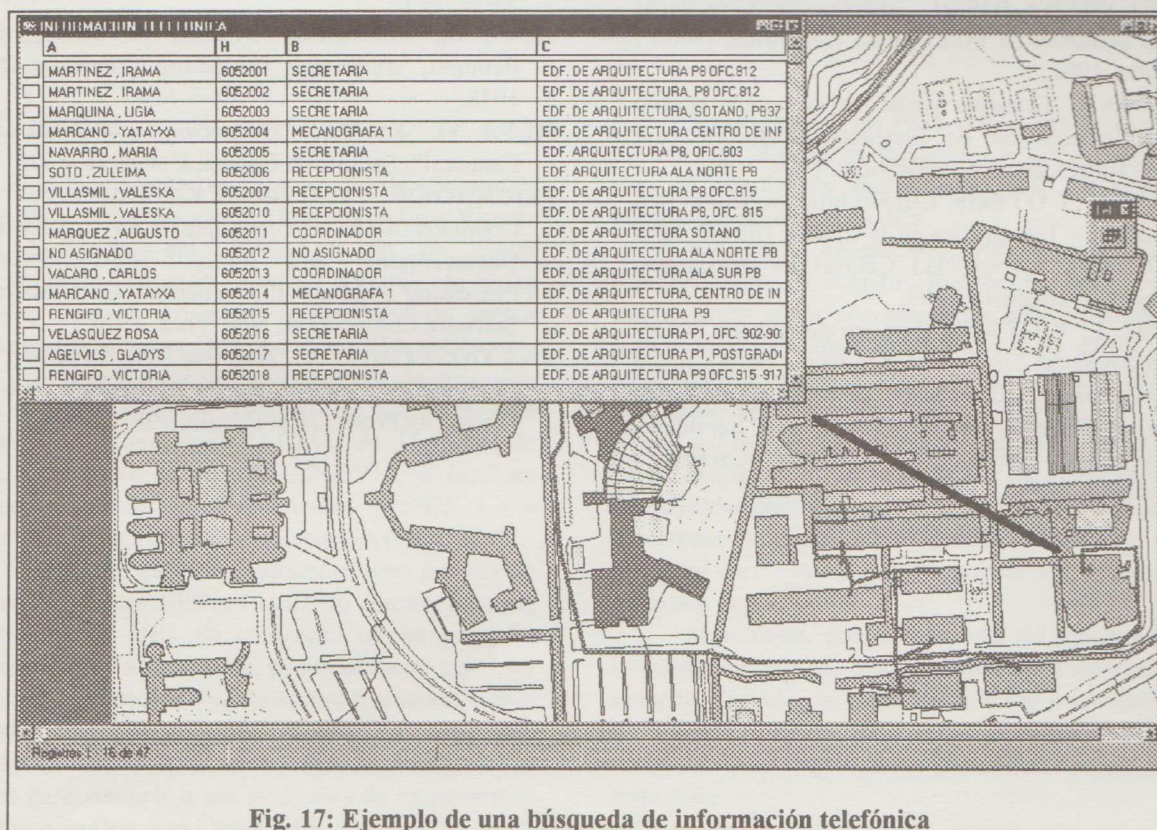 INFORMACION TELEFONICA
A H B C
MARTINEZ , IRAMA 6052001 SECRETARIA EDF. DE ARQUITECTURA P8 OFC.812
MARTINEZ , IRAMA 6052002 SECRETARIA EDF. DE ARQUITECTURA, P8 OFC.812
MARQUINA , LIGIA 6052003 SECRETARIA EDF. DE ARQUITECTURA, SOTANO, PB37
MARCANO , YATAYXA 6052004 MECANOGRAFA 1 EDF. DE ARQUITECTURA CENTRO DE INF
NAVARRO , MARIA 6052005 SECRETARIA EDF. ARQUITECTURA P8, OFIC.803
SOTO , ZULEIMA 6052006 RECEPCIONISTA EDF. ARQUITECTURA ALA NORTE PB
VILLASMIL , VALESKA 6052007 RECEPCIONISTA EDF. DE ARQUITECTURA P8 OFC.815
VILLASMIL , VALESKA 6052010 RECEPCIONISTA EDF. DE ARQUITECTURA P8, OFC. 815
MARQUEZ , AUGUSTO 6052011 COORDINADOR EDF. DE ARQUITECTURA SOTANO
NO ASIGNADO 6052012 NO ASIGNADO EDF. DE ARQUITECTURA ALA NORTE PB
VACARO , CARLOS 6052013 COORDINADOR EDF. DE ARQUITECTURA ALA SUR PB
MARCANO , YATAYXA 6052014 MECANOGRAFA 1 EDF. DE ARQUITECTURA, CENTRO DE IN
RENGIFO , VICTORIA 6052015 RECEPCIONISTA EDF. DE ARQUITECTURA P9
VELASQUEZ ROSA 6052016 SECRETARIA EDF. DE ARQUITECTURA P1, OFC. 902-90
AGELVILS , GLADYS 6052017 SECRETARIA EDF. DE ARQUITECTURA P1, POSTGRAD
RENGIFO , VICTORIA 6052018 RECEPCIONISTA EDF. DE ARQUITECTURA P9 OFC.915 -917
Registros 1 16 de 47
Fig. 17: Ejemplo de una búsqueda de información telefónica